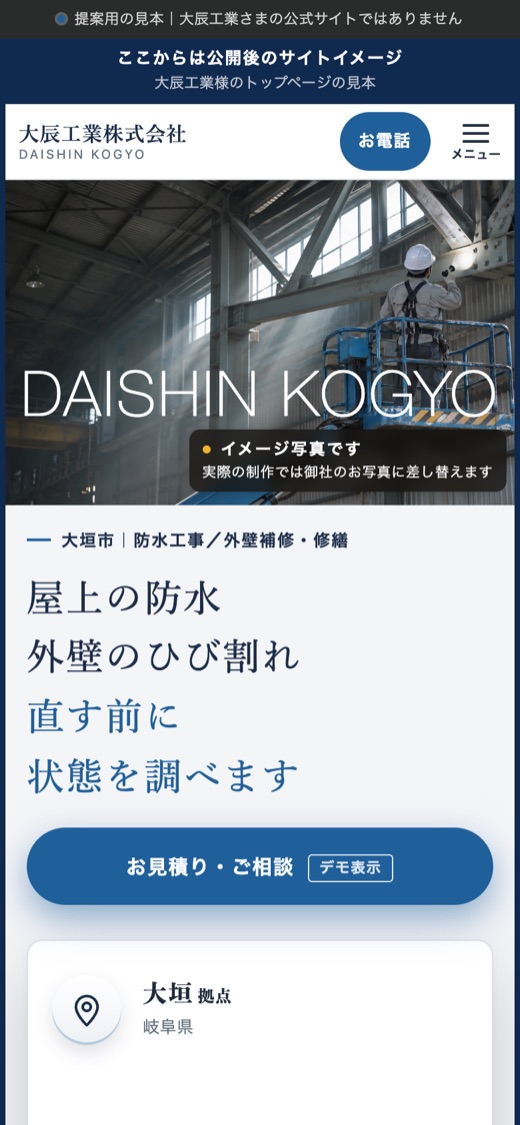 提案用の見本｜大辰工業さまの公式サイトではありません
ここからは公開後のサイトイメージ
大辰工業様のトップページの見本
大辰工業株式会社
DAISHIN KOGYO
お電話
メニュー
DAISHIN KOGYO
イメージ写真です
実際の制作では御社のお写真に差し替えます
大垣市｜防水工事／外壁補修・修繕
屋上の防水
外壁のひび割れ
直す前に
状態を調べます
お見積り・ご相談 デモ表示
大垣 拠点
岐阜県